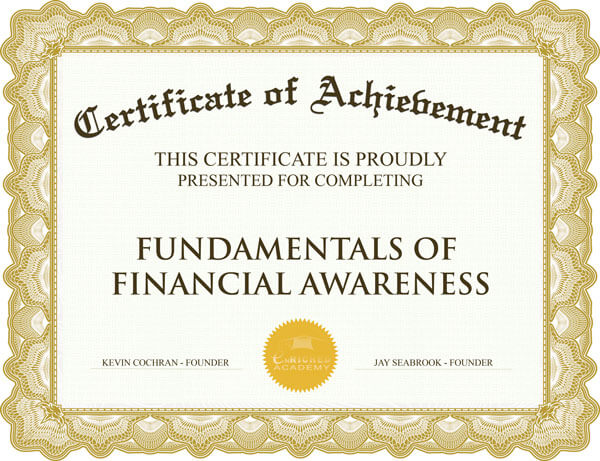 Certificate of Achievement
THIS CERTIFICATE IS PROUDLY
PRESENTED FOR COMPLETING
FUNDAMENTALS OF
FINANCIAL AWARENESS
KEVIN COCHRAN - FOUNDER
ENRICHED
ACADEMY
JAY SEABROOK - FOUNDER